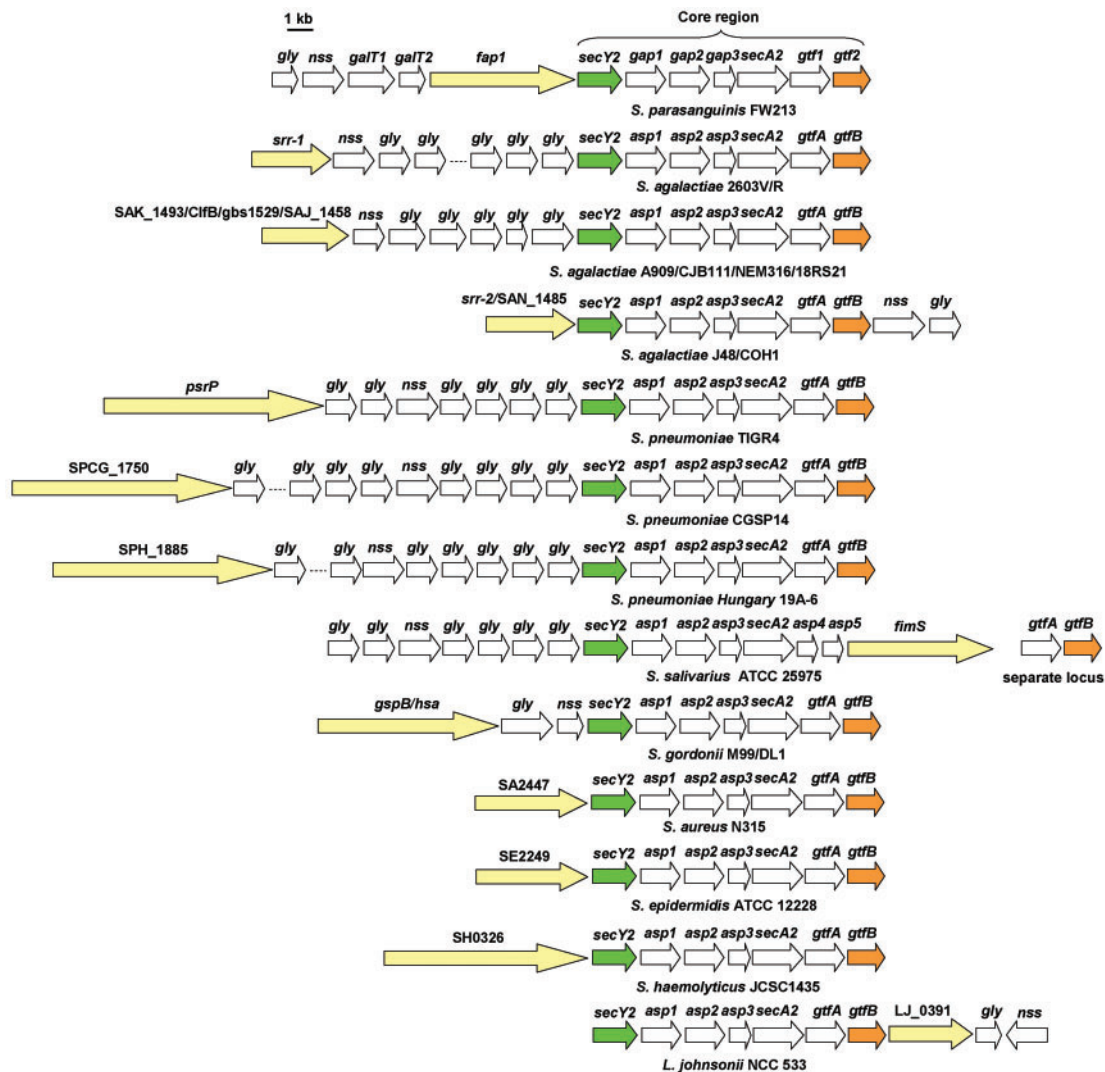 1 kb
Core region
gly nss galT1 galT2 fap1 secY2 gap1 gap2 gap3 secA2 gtf1 gtf2
S. parasanguinis FW213
srr-1 nss gly gly gly gly gly secY2 asp1 asp2 asp3 secA2 gtfA gtfB
S. agalactiae 2603V/R
SAK_1493/ClfB/gbs1529/SAJ_1458 nss gly gly gly gly gly secY2 asp1 asp2 asp3 secA2 gtfA gtfB
S. agalactiae A909/CJB111/NEM316/18RS21
srr-2/SAN_1485 secY2 asp1 asp2 asp3 secA2 gtfA gtfB nss gly
S. agalactiae J48/COH1
psrP gly gly nss gly gly gly gly secY2 asp1 asp2 asp3 secA2 gtfA gtfB
S. pneumoniae TIGR4
SPCG_1750 gly gly gly gly nss gly gly gly gly secY2 asp1 asp2 asp3 secA2 gtfA gtfB
S. pneumoniae CGSP14
SPH_1885 gly gly nss gly gly gly gly gly secY2 asp1 asp2 asp3 secA2 gtfA gtfB
S. pneumoniae Hungary 19A-6
gly gly nss gly gly gly gly secY2 asp1 asp2 asp3 secA2 asp4 asp5 fimS gtfA gtfB
S. salivarius ATCC 25975
separate locus
gspB/hsa gly nss secY2 asp1 asp2 asp3 secA2 gtfA gtfB
S. gordonii M99/DL1
SA2447 secY2 asp1 asp2 asp3 secA2 gtfA gtfB
S. aureus N315
SE2249 secY2 asp1 asp2 asp3 secA2 gtfA gtfB
S. epidermidis ATCC 12228
SH0326 secY2 asp1 asp2 asp3 secA2 gtfA gtfB
S. haemolyticus JCSC1435
secY2 asp1 asp2 asp3 secA2 gtfA gtfB LJ_0391 gly nss
L. johnsonii NCC 533